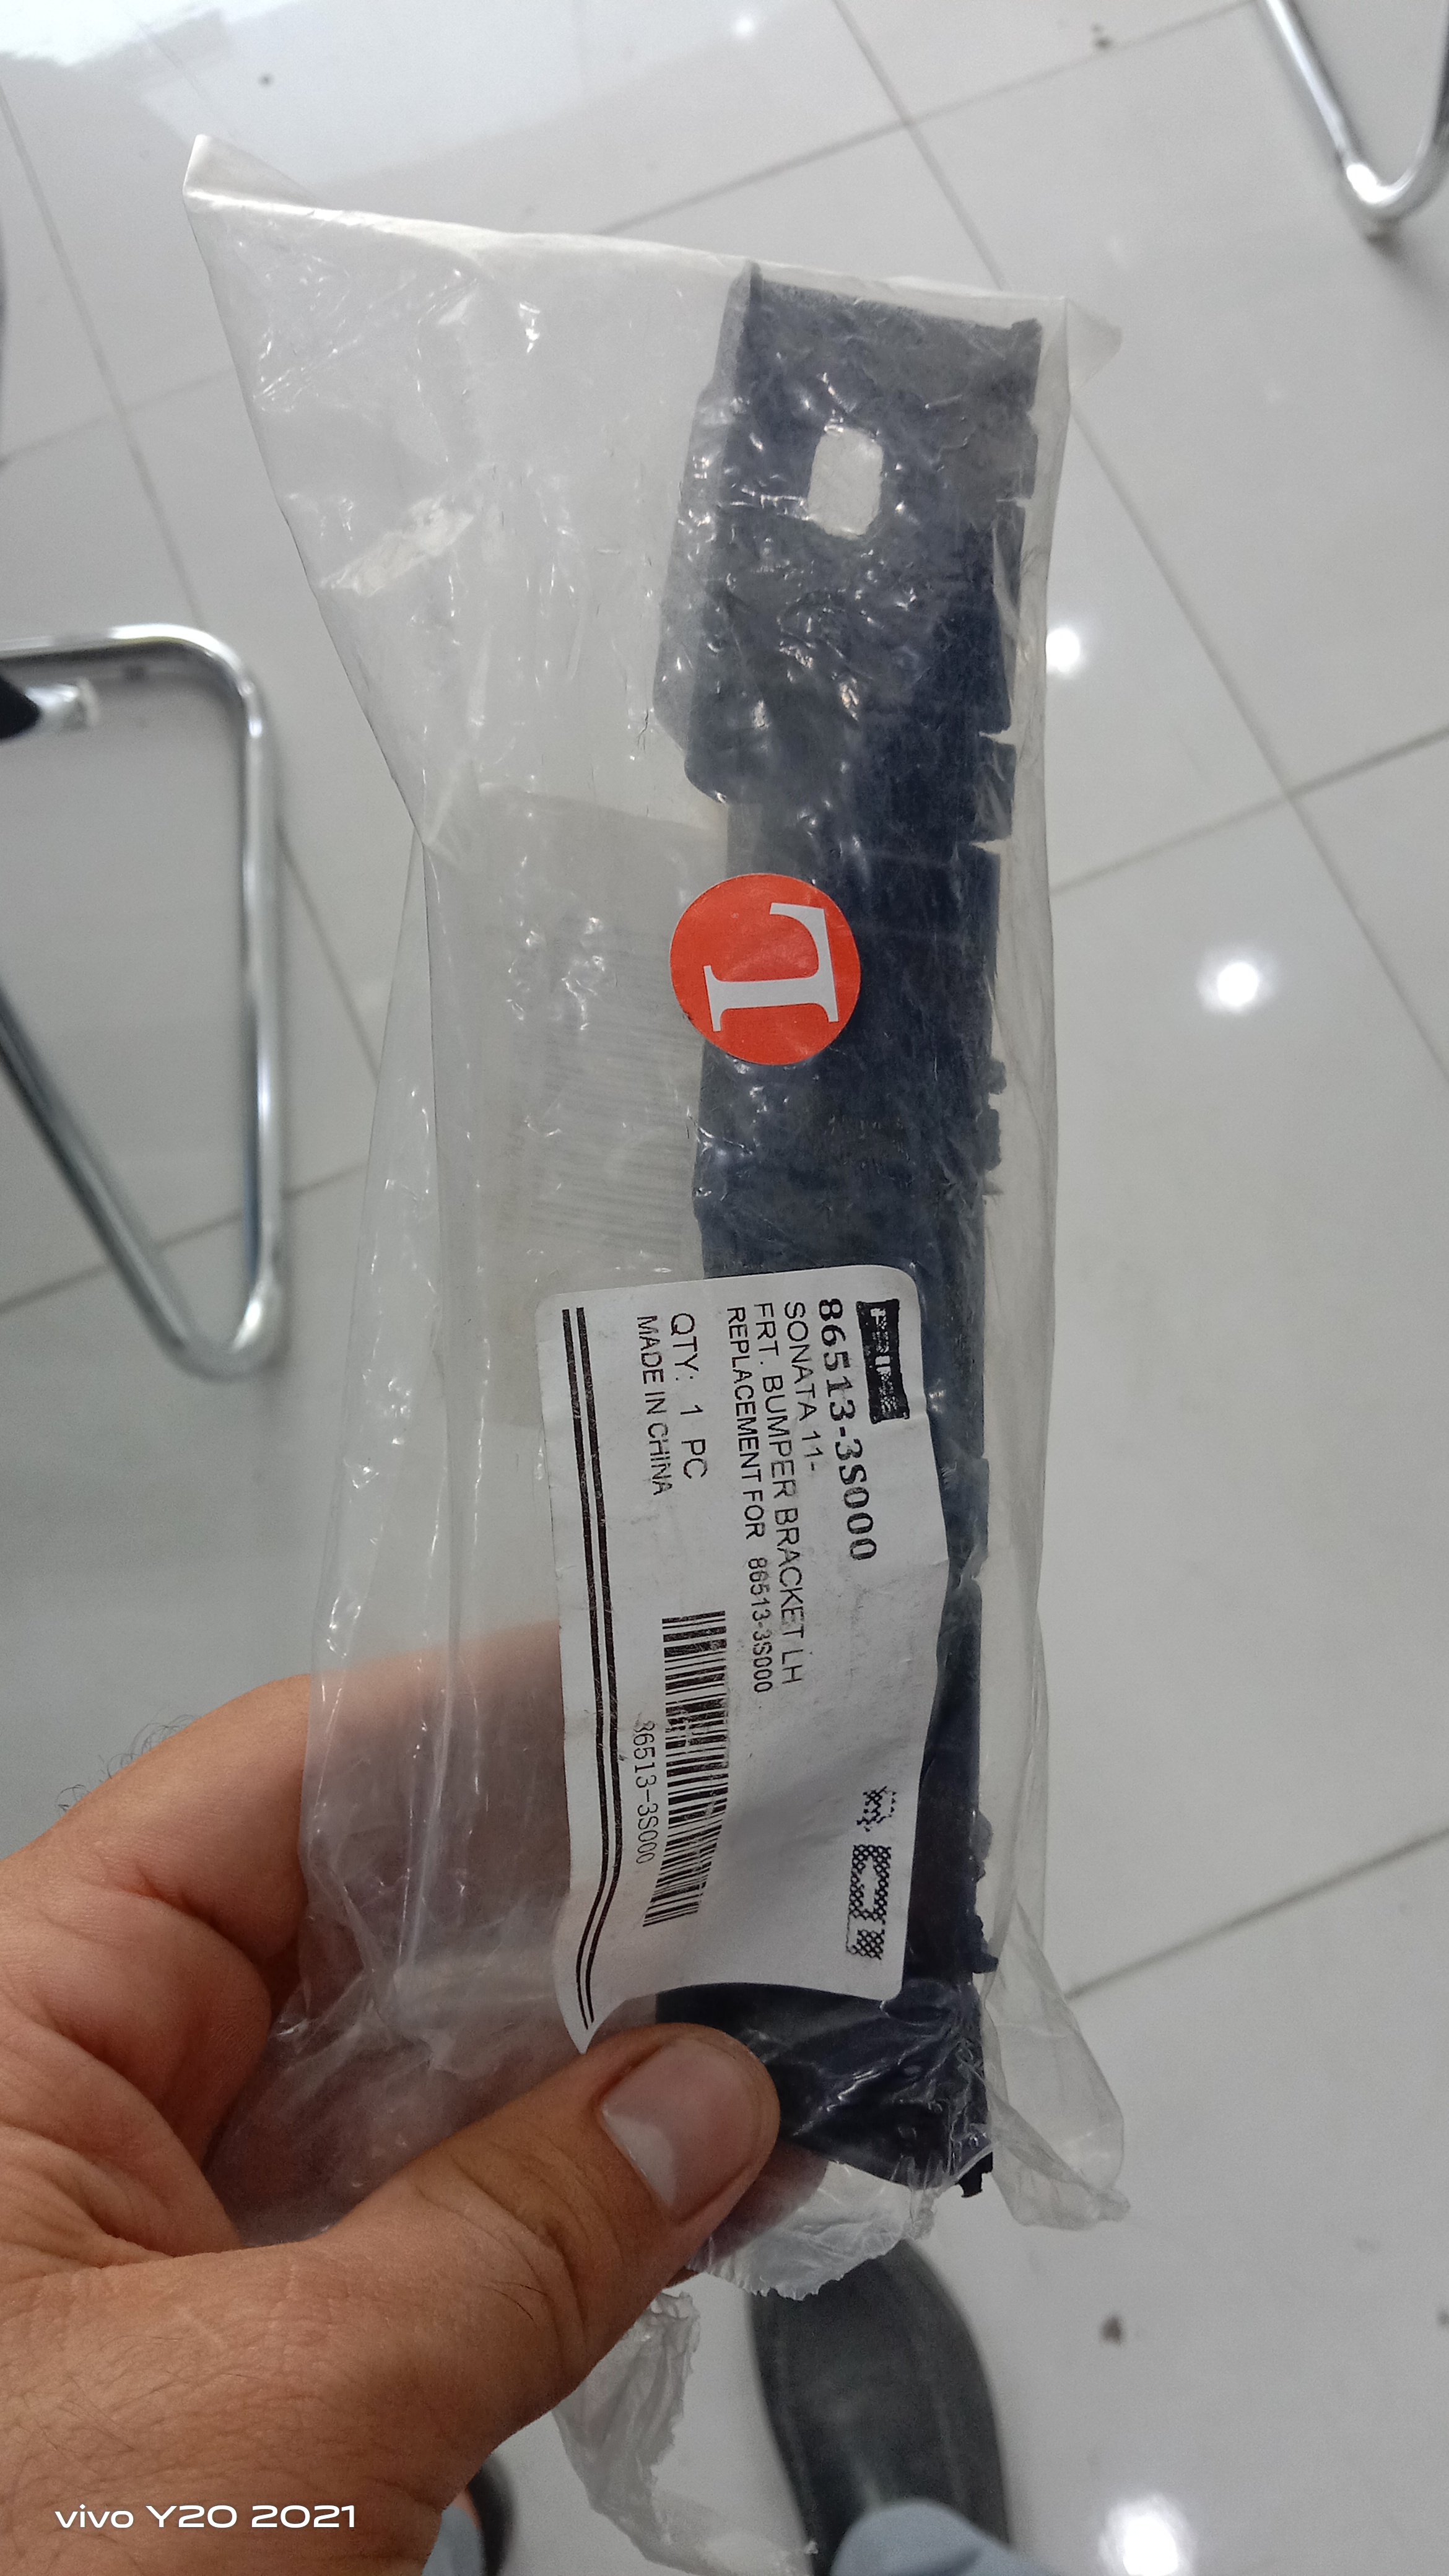 L
PRIME
86513-3S000
SONATA 11-
FRT. BUMPER BRACKET LH
REPLACEMENT FOR 86513-3S000
QTY: 1 PC
MADE IN CHINA
86513-3S000
vivo Y20 2021